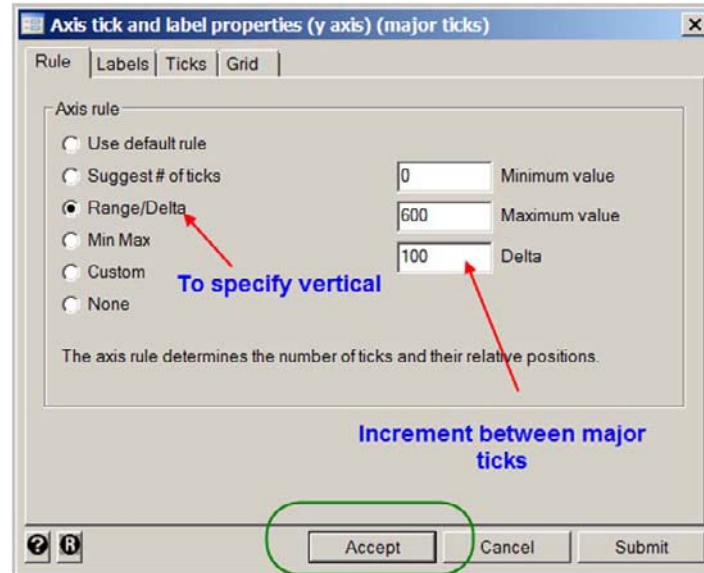 Axis tick and label properties (y axis) (major ticks)
Rule Labels Ticks Grid
Axis rule
Use default rule
Suggest # of ticks
0 Minimum value
Range/Delta
600 Maximum value
Min Max
100 Delta
Custom
To specify vertical
None
The axis rule determines the number of ticks and their relative positions.
Increment between major
ticks
? R Accept Cancel Submit